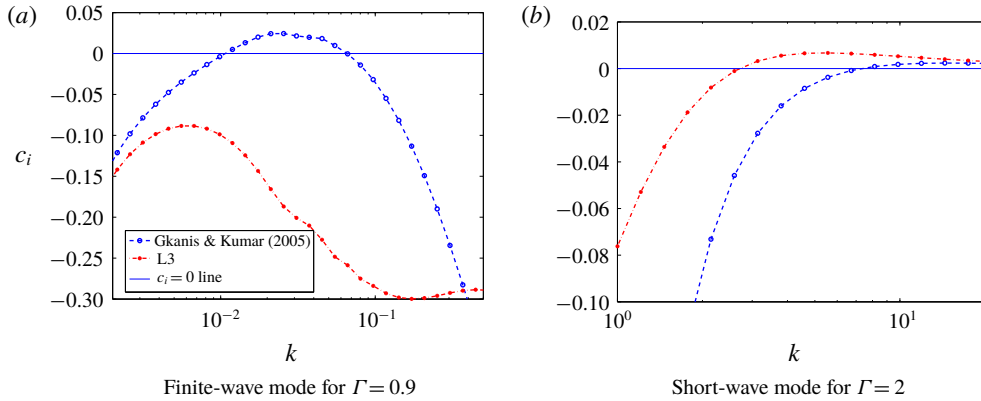 (a)
0.05
0
−0.05
−0.10
−0.15
−0.20
−0.25
−0.30
c_i
Gkanis & Kumar (2005)
L3
c_i = 0 line
10^{-2}
10^{-1}
k
Finite-wave mode for Γ = 0.9
(b)
0.02
0
−0.02
−0.04
−0.06
−0.08
−0.10
10^0
10^1
k
Short-wave mode for Γ = 2